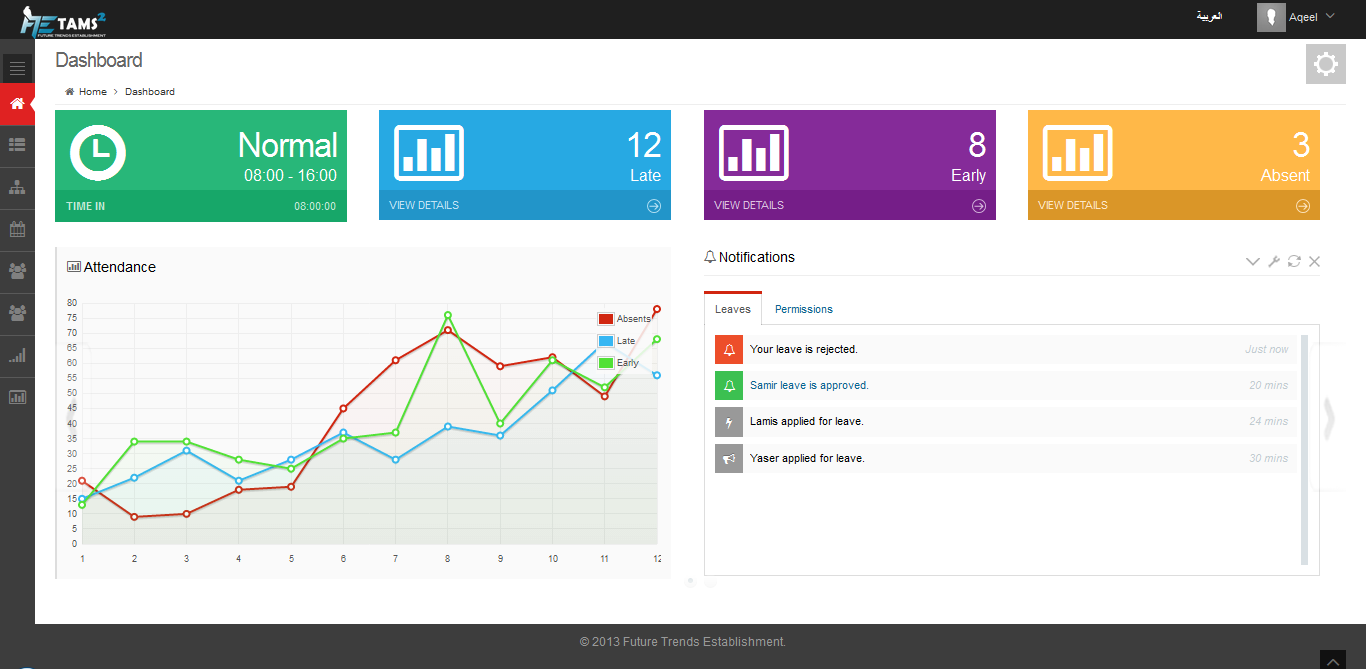 TAMS2
FUTURE TRENDS ESTABLISHMENT
العربية
Aqeel
Dashboard
Home > Dashboard
Normal
08:00 - 16:00
TIME IN 08:00:00
12
Late
VIEW DETAILS
8
Early
VIEW DETAILS
3
Absent
VIEW DETAILS
Attendance
80
75
70
65
60
55
50
45
40
35
30
25
20
15
10
5
0
1 2 3 4 5 6 7 8 9 10 11 12
Absents
Late
Early
Notifications
Leaves Permissions
Your leave is rejected. Just now
Samir leave is approved. 20 mins
Lamis applied for leave. 24 mins
Yaser applied for leave. 30 mins
© 2013 Future Trends Establishment.